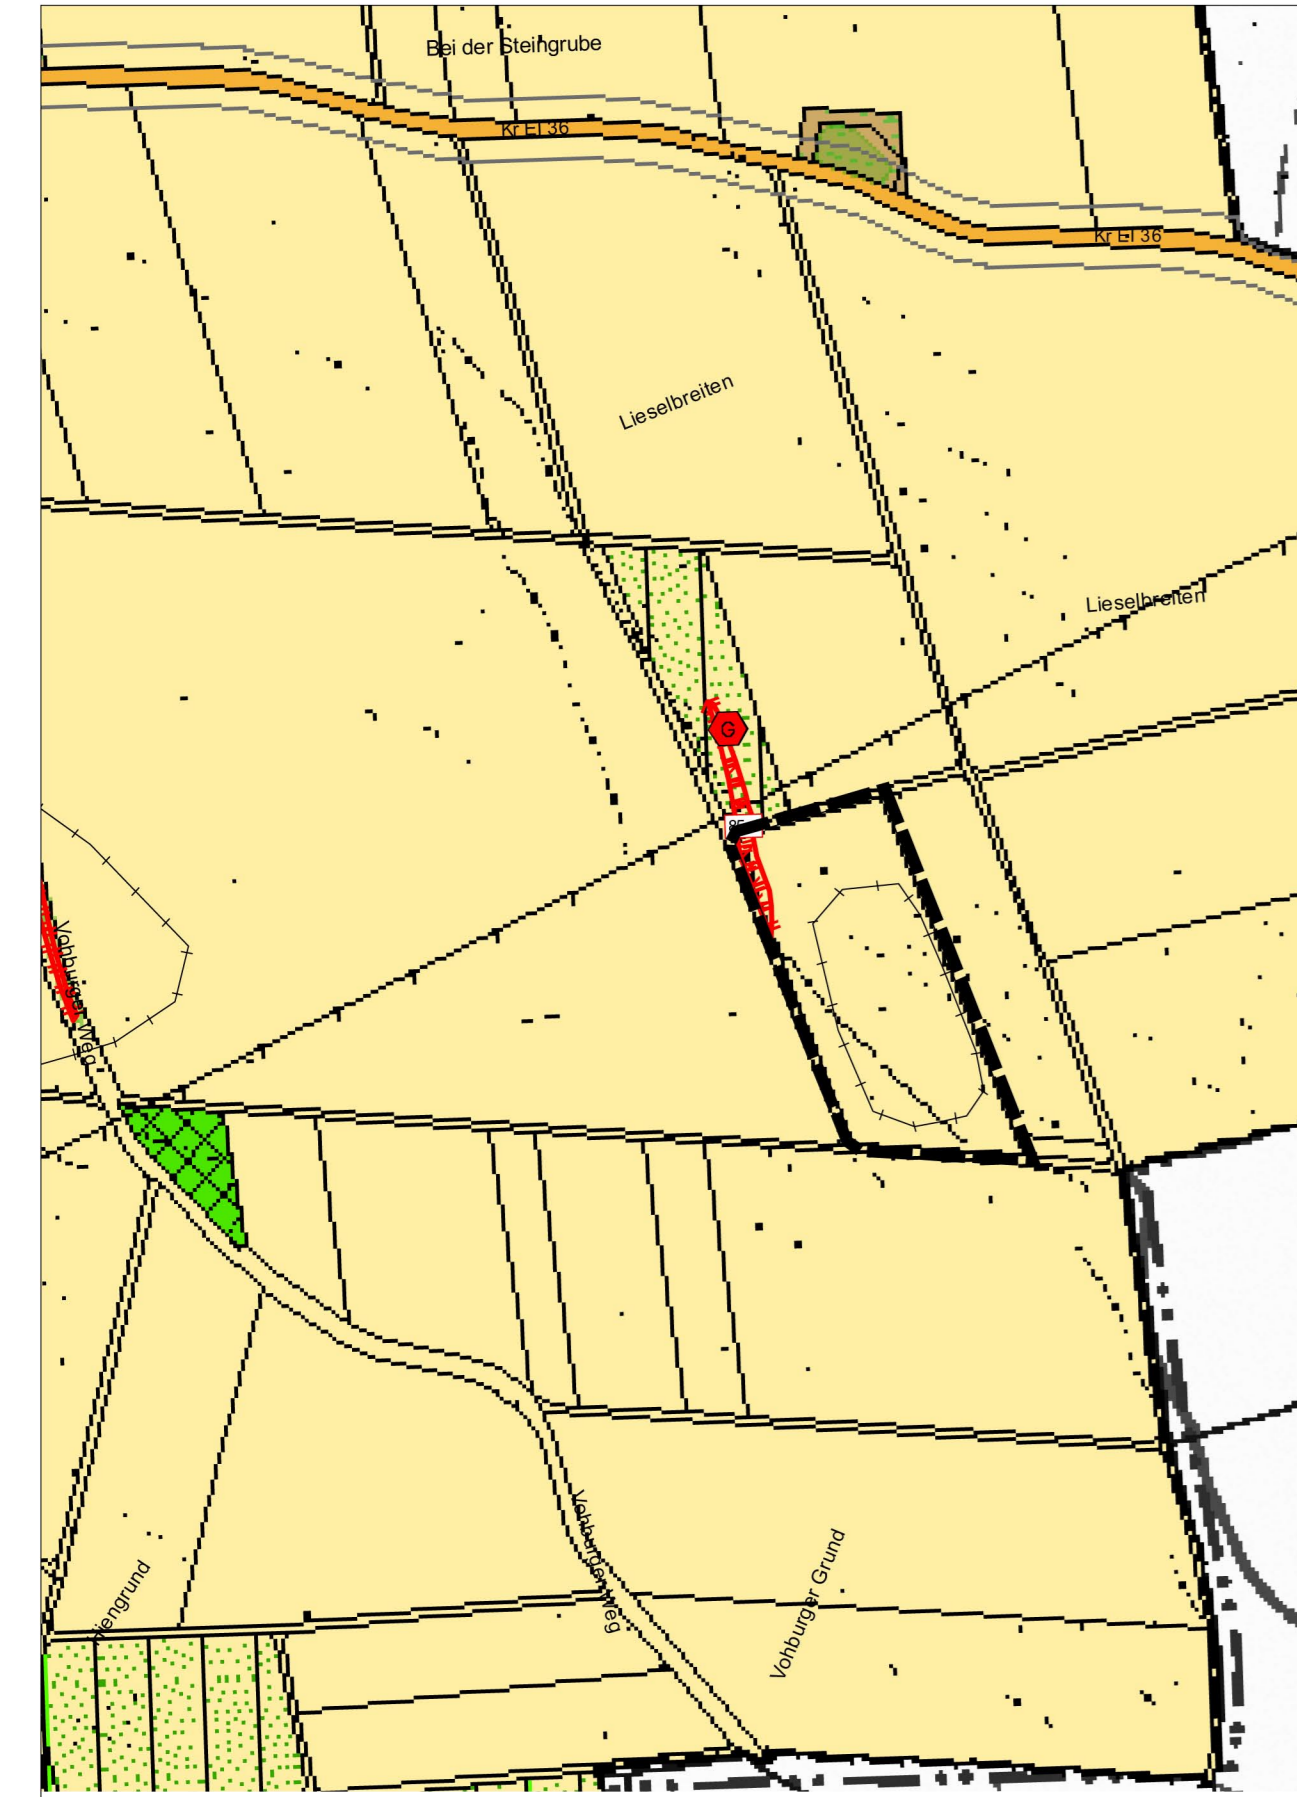 Bei der Steingrube
Kr EI 36
Kr EI 36
Lieselbreiten
Lieselbreiten
G
Vohburger Weg
Vohburger Weg
Vohburger Grund